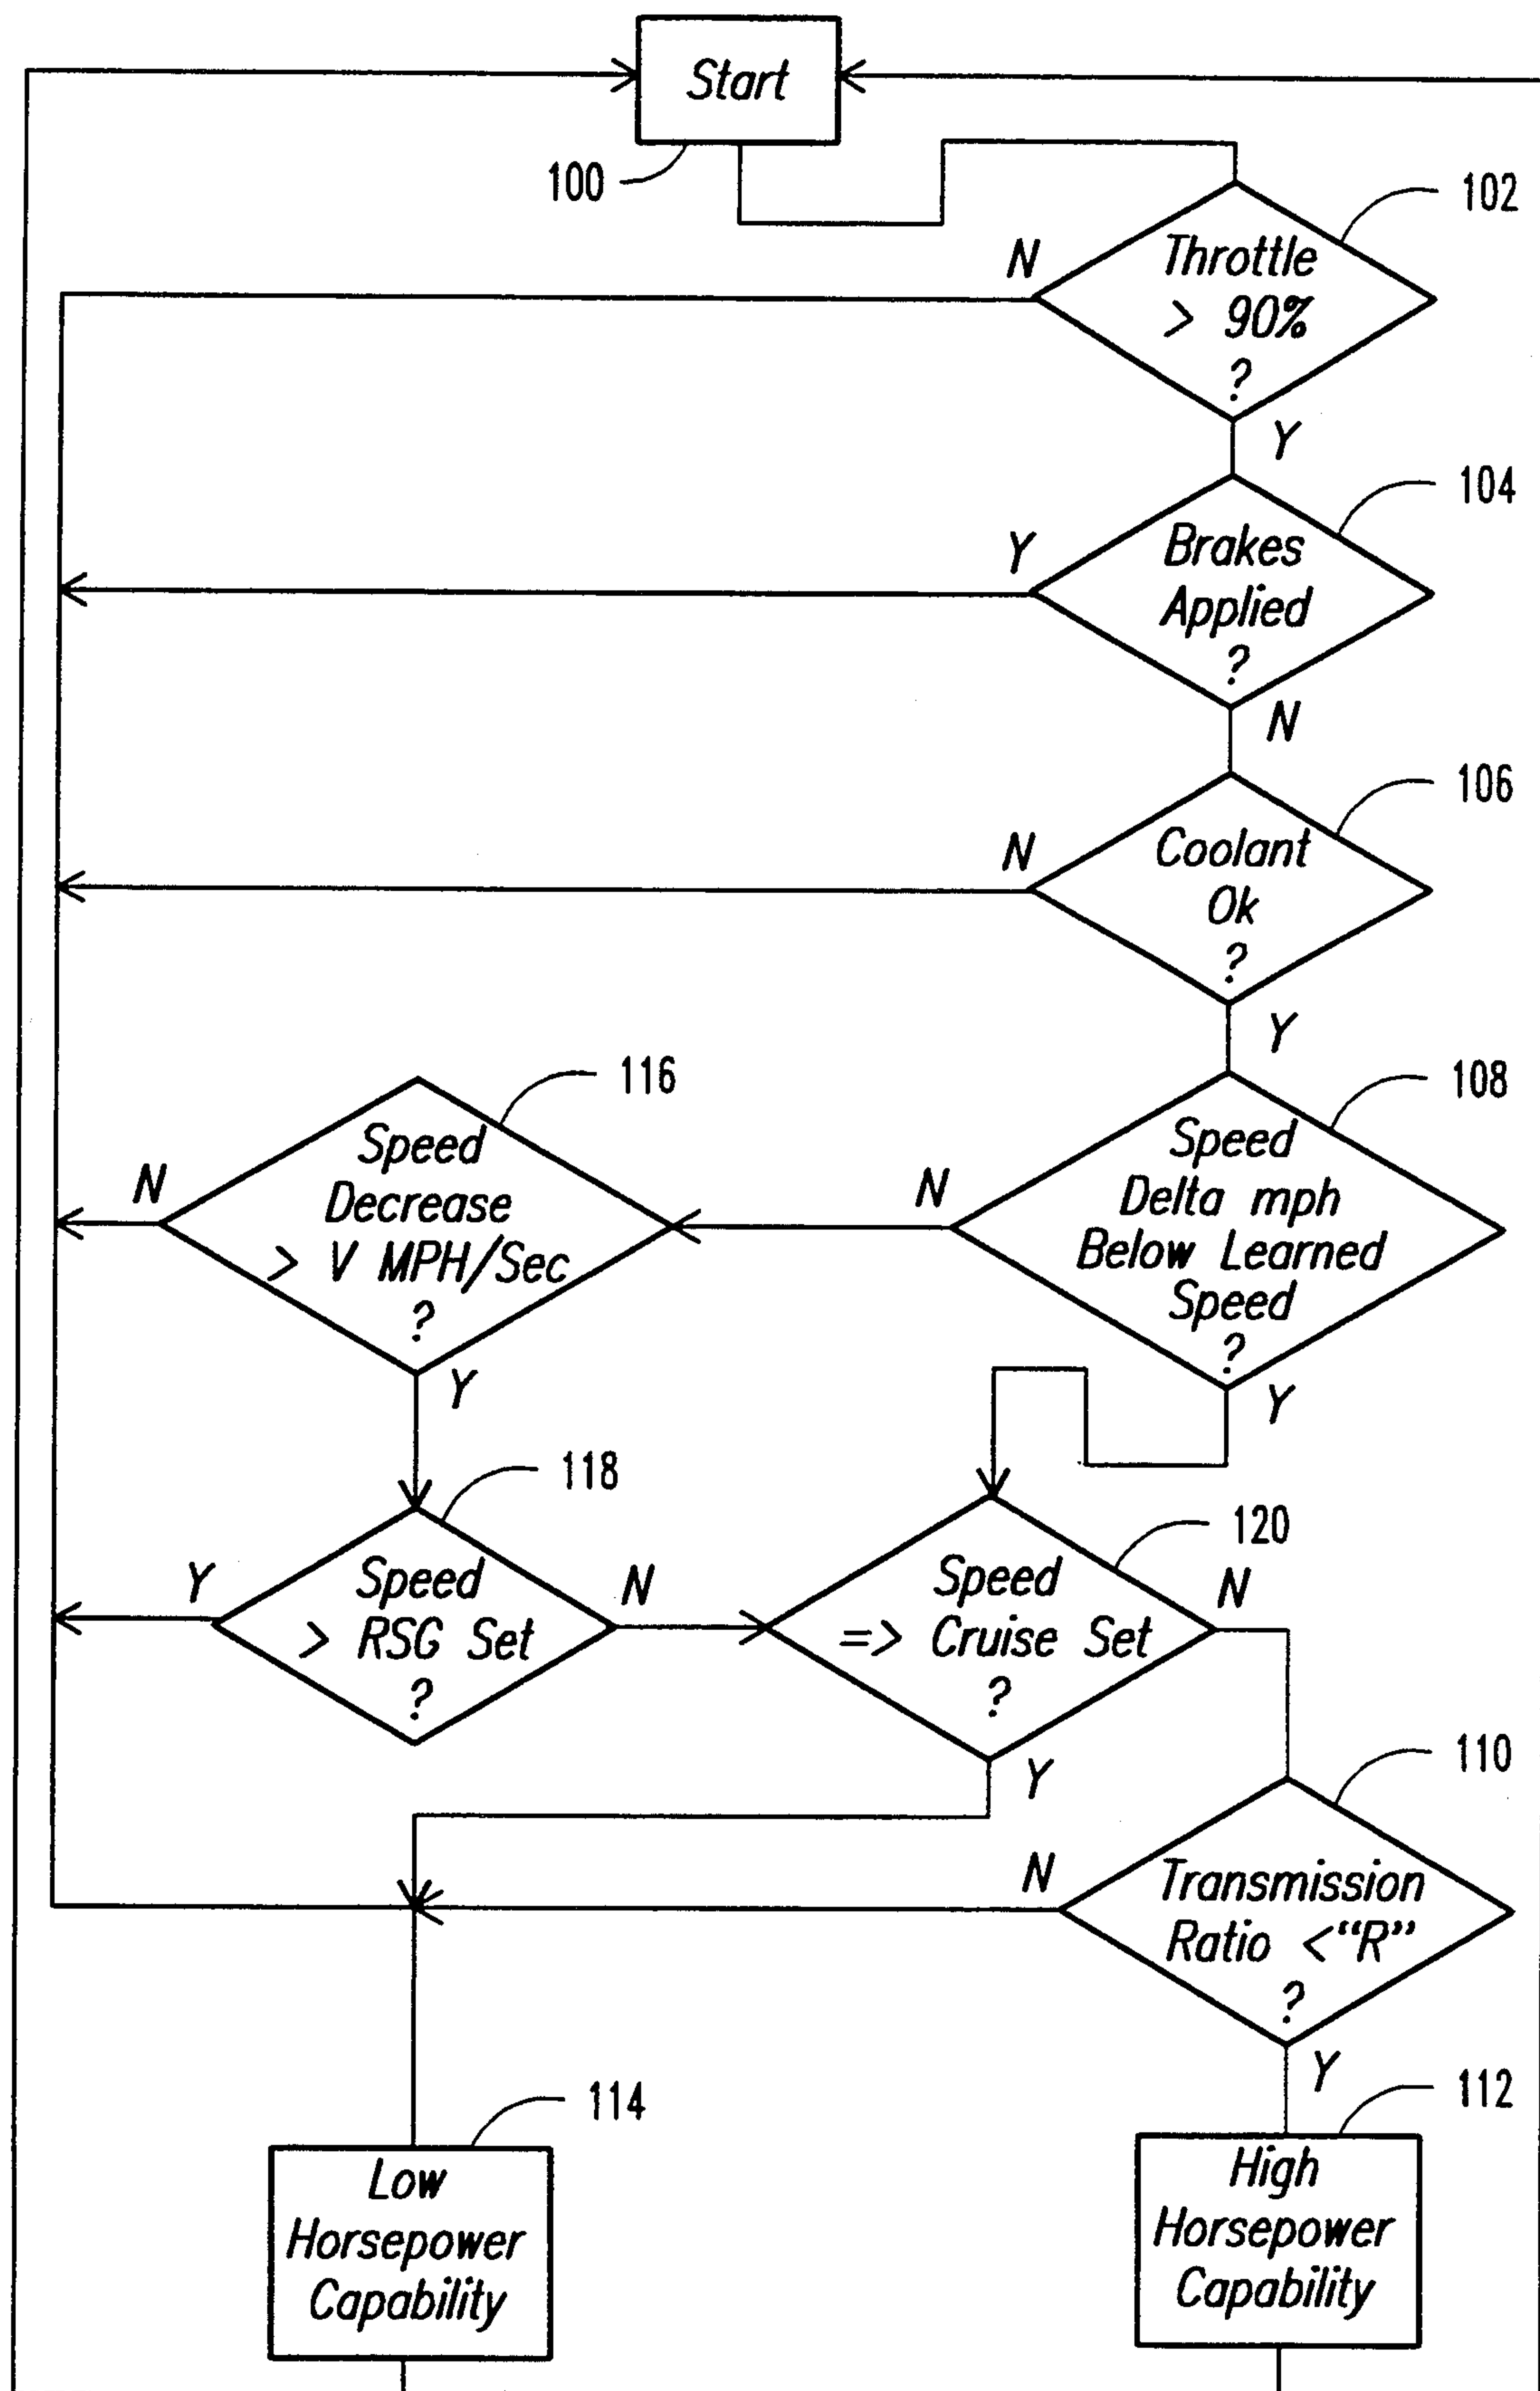 Start
100
102
N
Throttle
> 90%
?
Y
104
Y
Brakes
Applied
?
N
106
N
Coolant
Ok
?
Y
116
108
Speed
Decrease
> V MPH/Sec
?
N
Y
Speed
Delta mph
Below Learned
Speed
?
N
Y
118
120
Y
Speed
> RSG Set
?
N
Speed
=> Cruise Set
?
N
Y
110
N
Transmission
Ratio <“R”
?
Y
114
112
Low
Horsepower
Capability
High
Horsepower
Capability